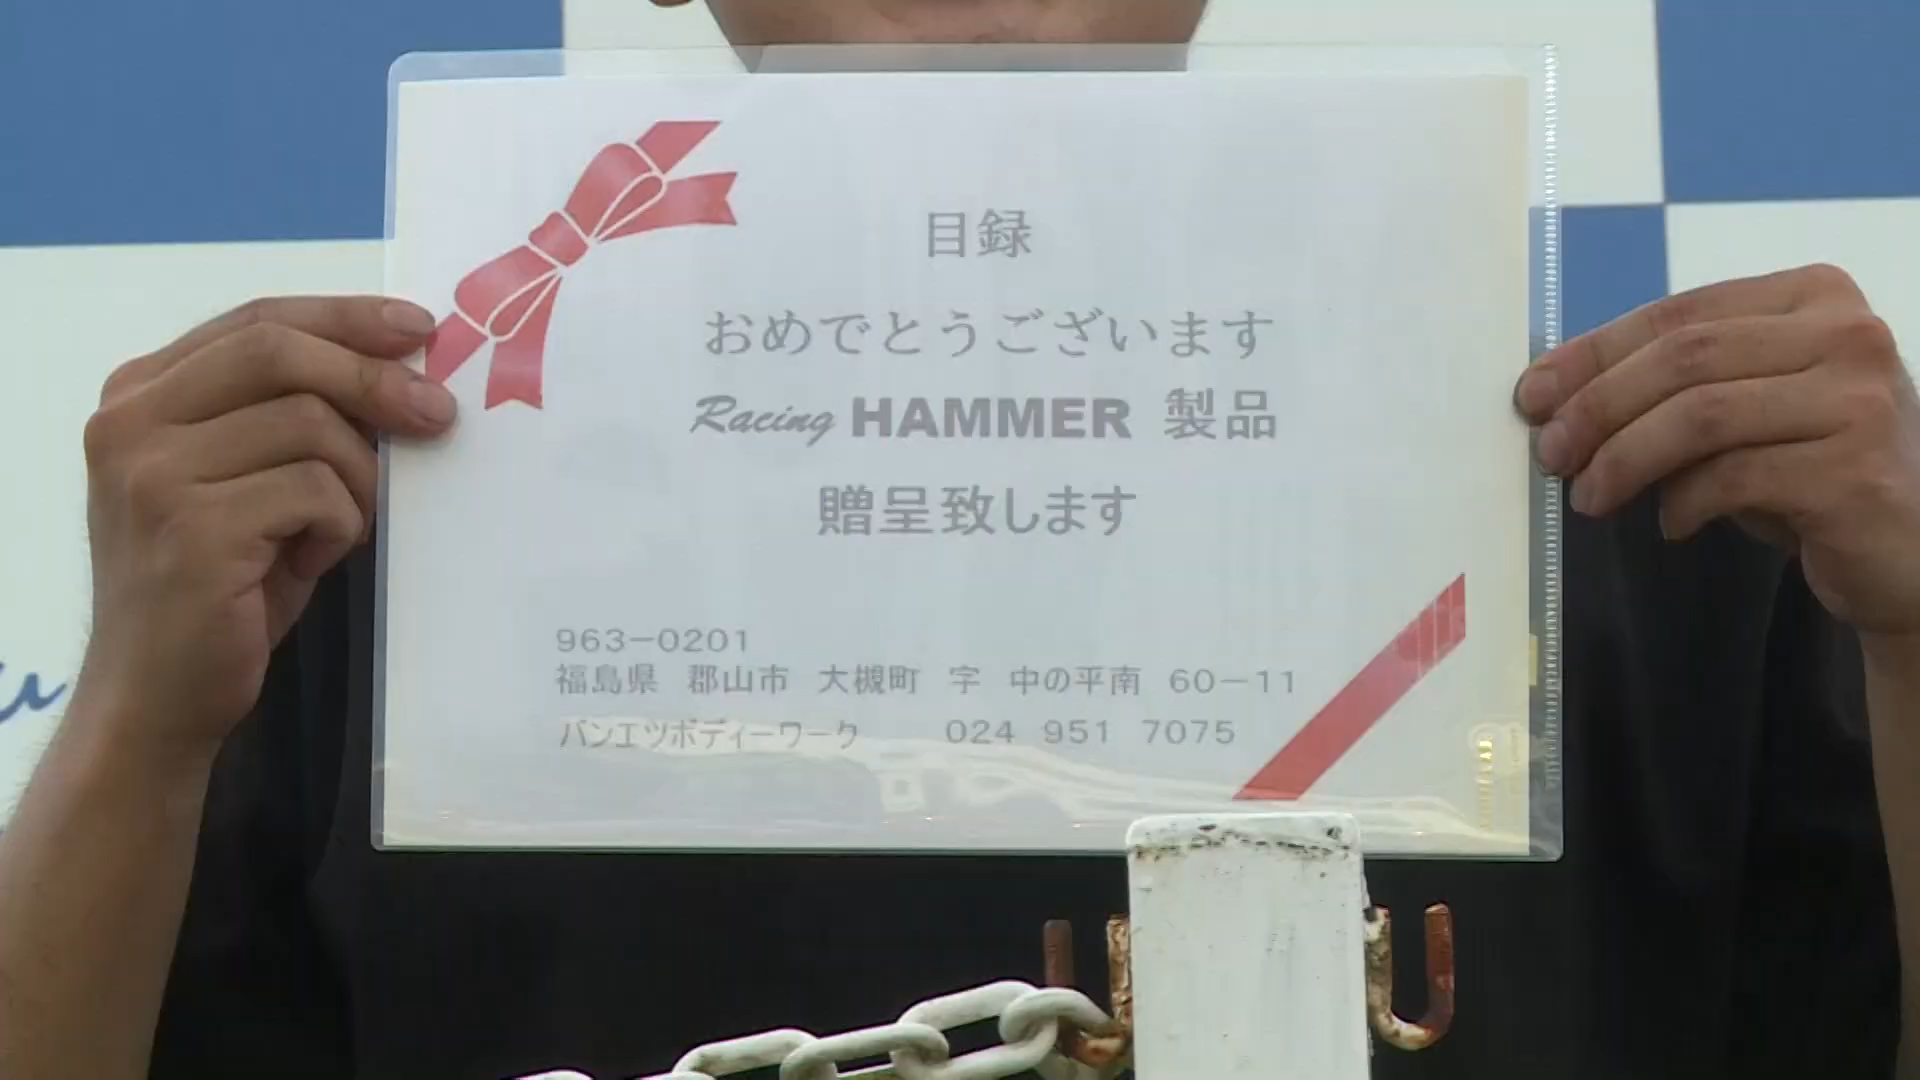 目録
おめでとうございます
Racing HAMMER 製品
贈呈致します
963－0201
福島県 郡山市 大槻町 字 中の平南 60－11
バンエツボディーワーク 024 951 7075